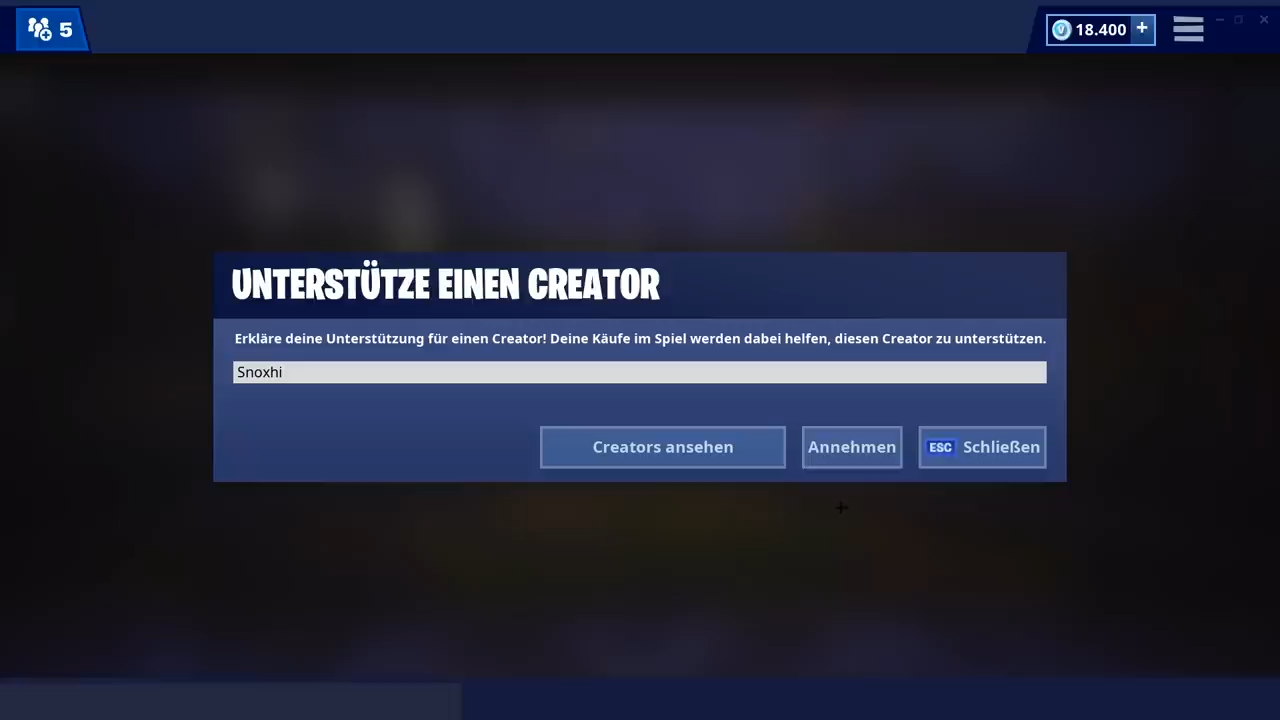 5
18.400 +
UNTERSTÜTZE EINEN CREATOR
Erkläre deine Unterstützung für einen Creator! Deine Käufe im Spiel werden dabei helfen, diesen Creator zu unterstützen.
Snoxhi
Creators ansehen
Annehmen
ESC Schließen